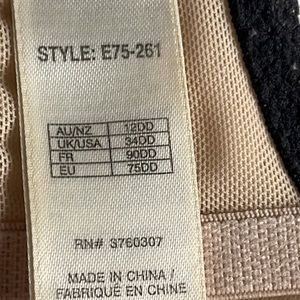 STYLE: E75-261
AU/NZ 12DD
UK/USA 34DD
FR 90DD
EU 75DD
RN# 3760307
MADE IN CHINA /
FABRIQUÉ EN CHINE